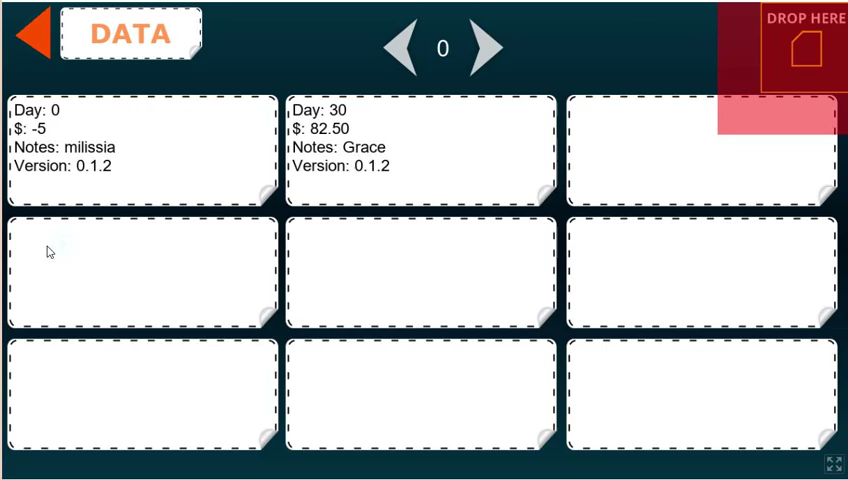 DATA
0
DROP HERE
Day: 0
$: -5
Notes: milissia
Version: 0.1.2
Day: 30
$: 82.50
Notes: Grace
Version: 0.1.2